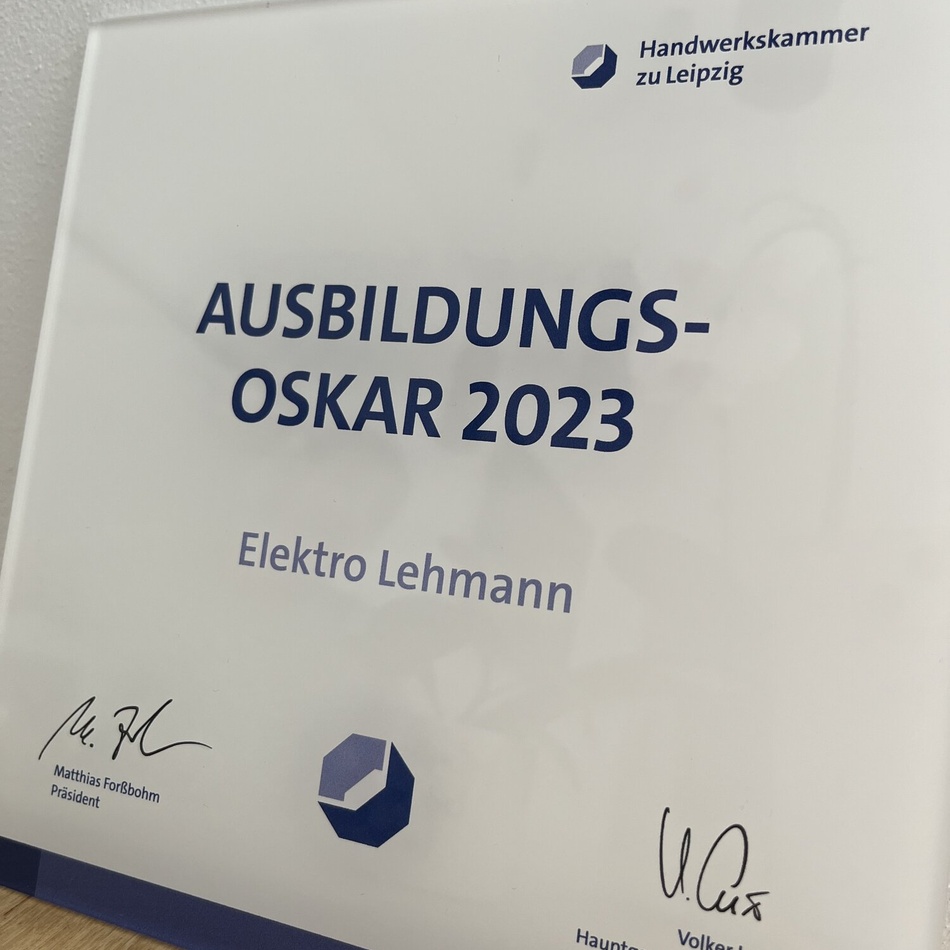 Handwerkskammer
zu Leipzig
AUSBILDUNGS-
OSKAR 2023
Elektro Lehmann
Matthias Forßbohm
Präsident
Volker